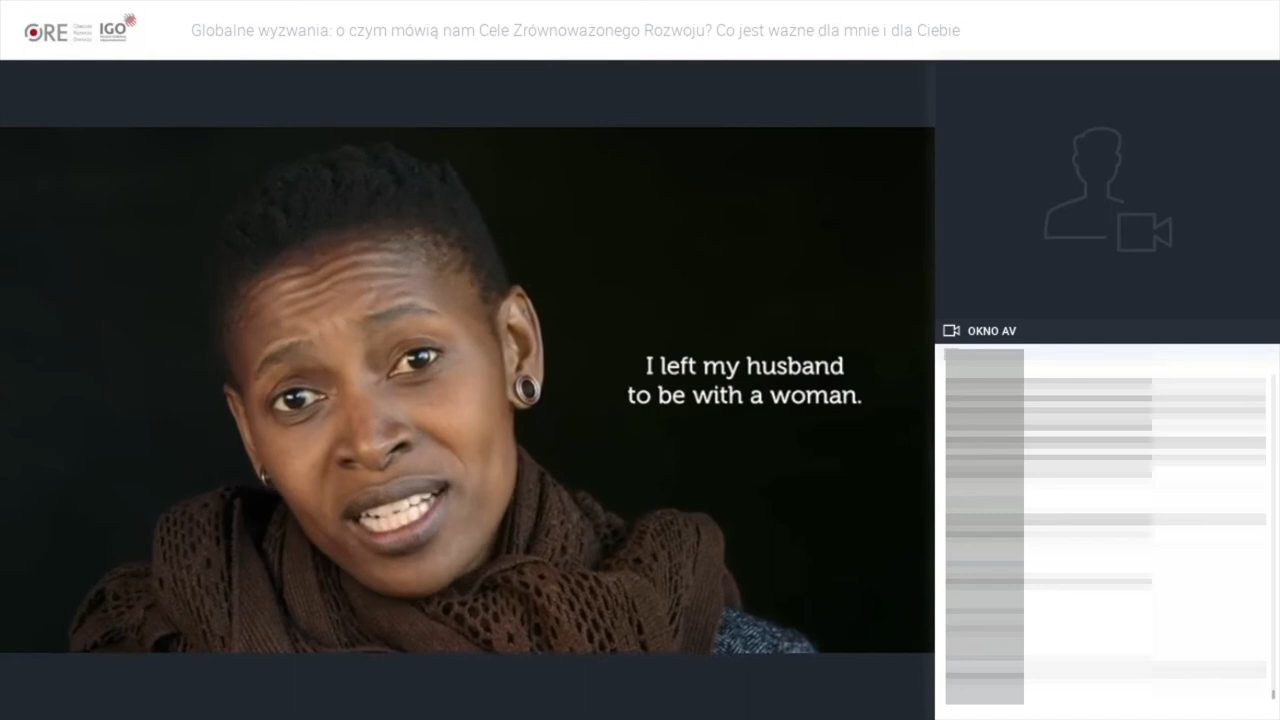 ORE
IGO
Globalne wyzwania: o czym mówią nam Cele Zrównoważonego Rozwoju? Co jest ważne dla mnie i dla Ciebie
I left my husband
to be with a woman.
OKNO AV